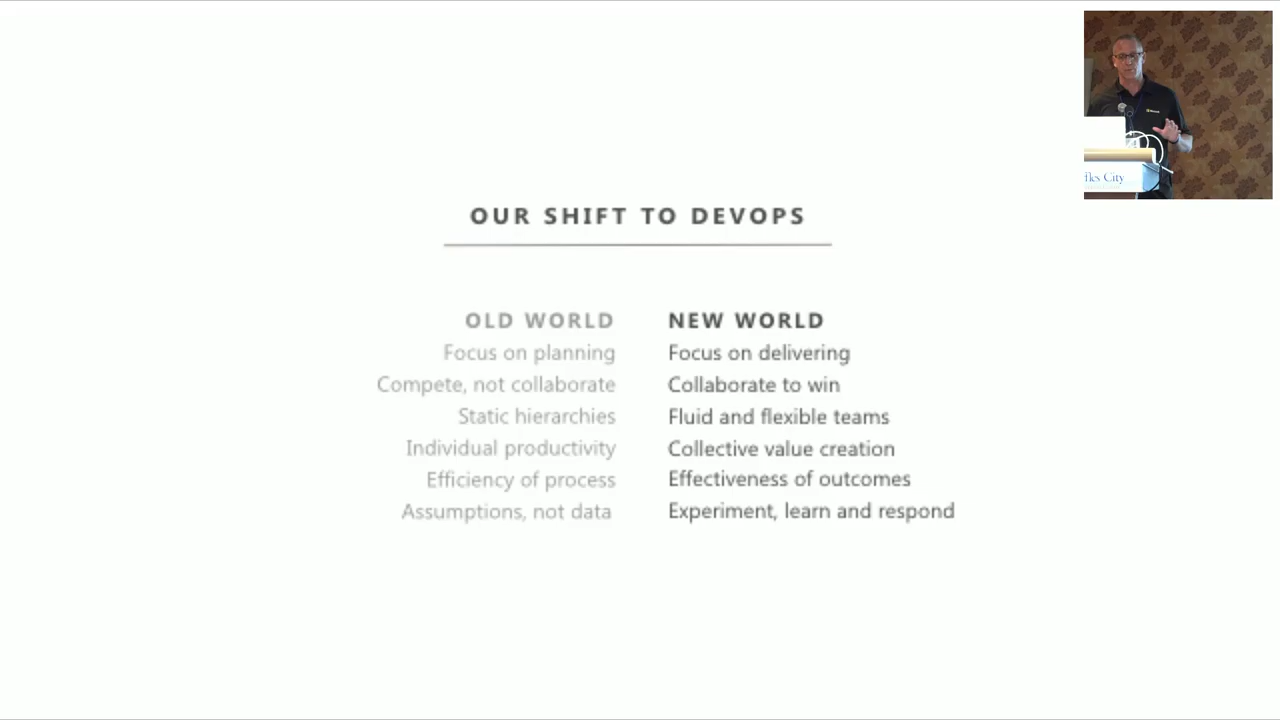 OUR SHIFT TO DEVOPS
OLD WORLD
Focus on planning
Compete, not collaborate
Static hierarchies
Individual productivity
Efficiency of process
Assumptions, not data
NEW WORLD
Focus on delivering
Collaborate to win
Fluid and flexible teams
Collective value creation
Effectiveness of outcomes
Experiment, learn and respond
City